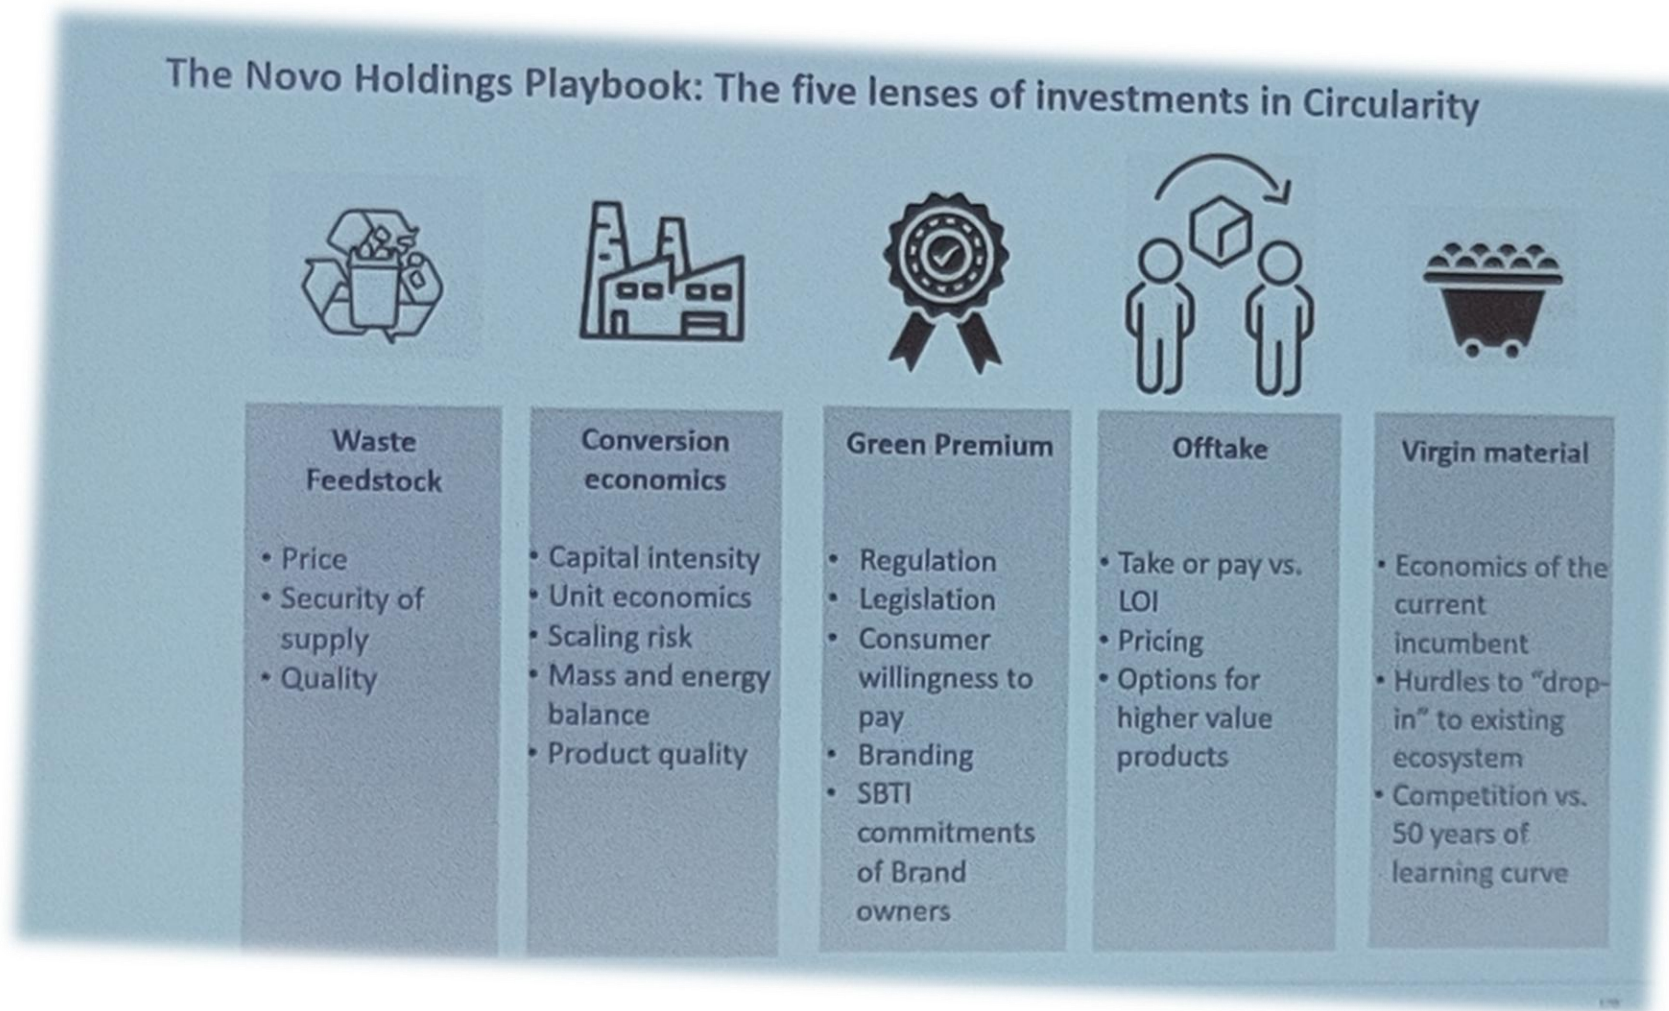 The Novo Holdings Playbook: The five lenses of investments in Circularity
Waste
Feedstock
• Price
• Security of
supply
• Quality
Conversion
economics
• Capital intensity
• Unit economics
• Scaling risk
• Mass and energy
balance
• Product quality
Green Premium
• Regulation
• Legislation
• Consumer
willingness to
pay
• Branding
• SBTI
commitments
of Brand
owners
Offtake
• Take or pay vs.
LOI
• Pricing
• Options for
higher value
products
Virgin material
• Economics of the
current
incumbent
• Hurdles to “drop-
in” to existing
ecosystem
• Competition vs.
50 years of
learning curve